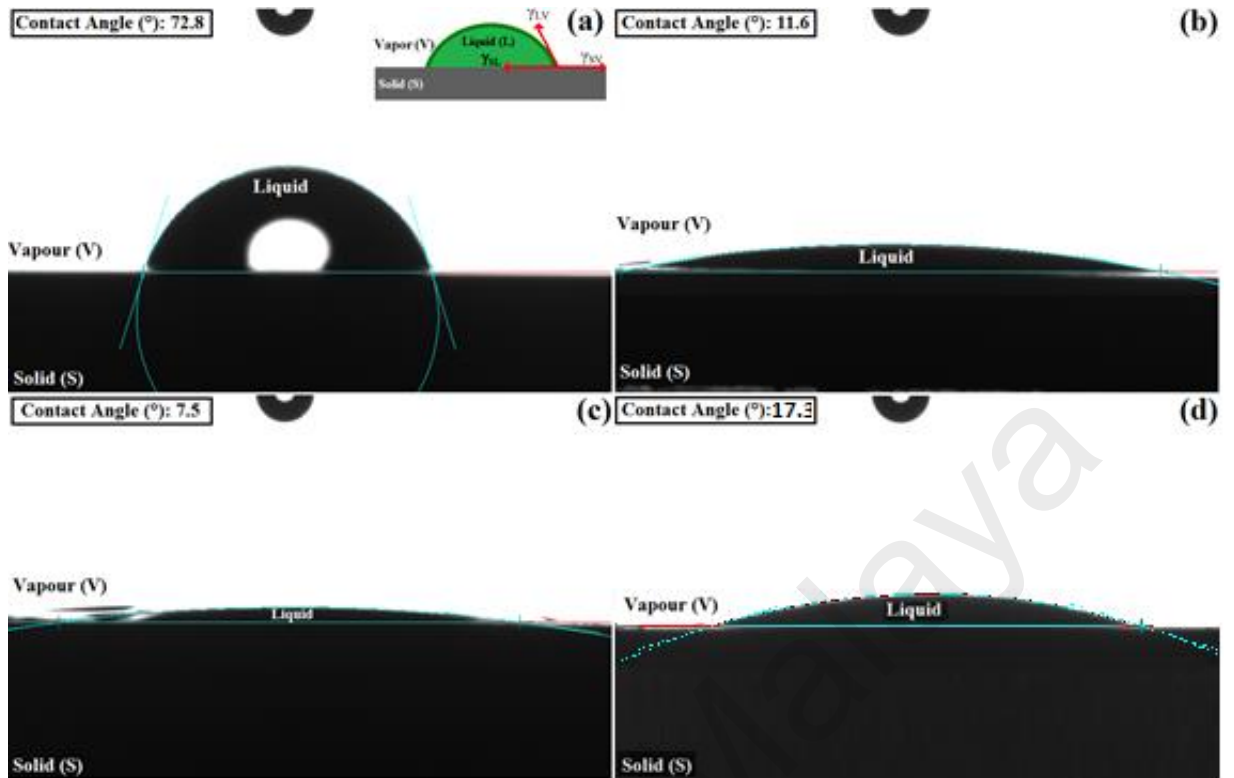 Contact Angle (°): 72.8
(a)
γLV
Vapor (V)
Liquid (L)
γSL
γSV
Solid (S)
Liquid
Vapour (V)
Solid (S)
Contact Angle (°): 11.6
(b)
Vapour (V)
Liquid
Solid (S)
Contact Angle (°): 7.5
(c)
Vapour (V)
Liquid
Solid (S)
Contact Angle (°):17.3
(d)
Vapour (V)
Liquid
Solid (S)
Malaya